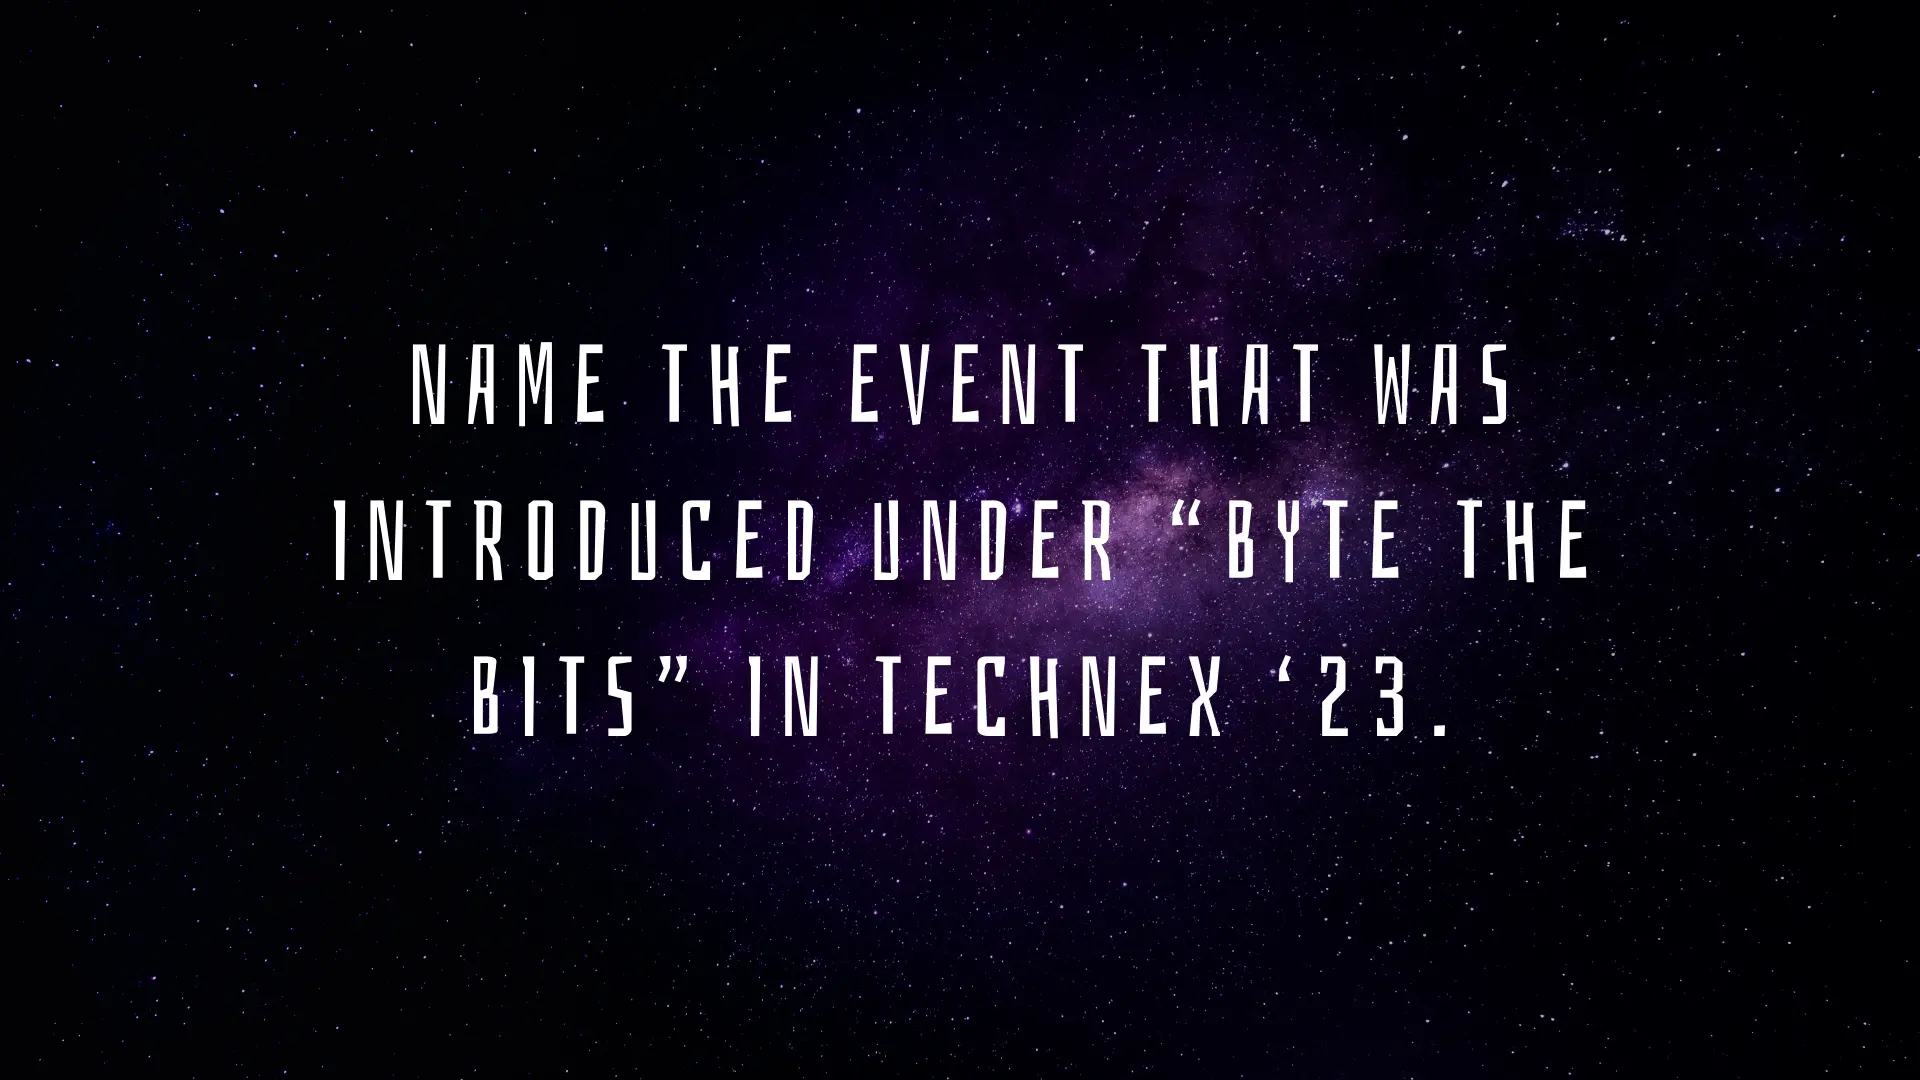 NAME THE EVENT THAT WAS
INTRODUCED UNDER “BYTE THE
BITS” IN TECHNEX ‘23.